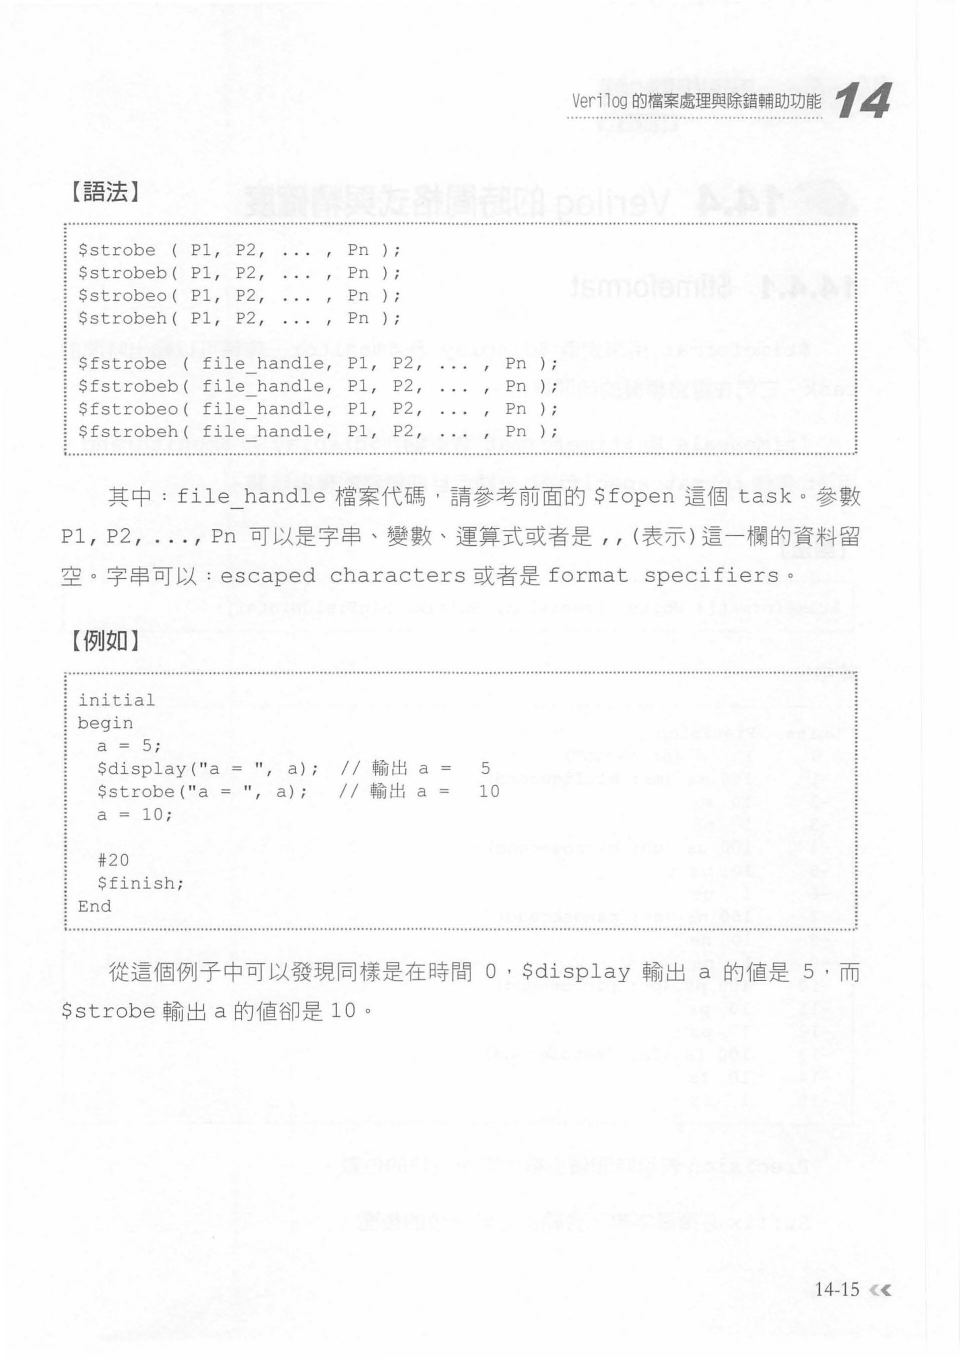 Verilog 的檔案處理與除錯輔助功能 14
【語法】
$strobe ( P1, P2, ... , Pn );
$strobeb( P1, P2, ... , Pn );
$strobeo( P1, P2, ... , Pn );
$strobeh( P1, P2, ... , Pn );
$fstrobe ( file_handle, P1, P2, ... , Pn );
$fstrobeb( file_handle, P1, P2, ... , Pn );
$fstrobeo( file_handle, P1, P2, ... , Pn );
$fstrobeh( file_handle, P1, P2, ... , Pn );
其中：file_handle 檔案代碼，請參考前面的 $fopen 這個 task。參數
P1, P2, ..., Pn 可以是字串、變數、運算式或者是 ,,(表示)這一欄的資料留
空。字串可以：escaped characters 或者是 format specifiers。
【例如】
initial
begin
a = 5;
$display("a = ", a); // 輸出 a = 5
$strobe("a = ", a); // 輸出 a = 10
a = 10;
#20
$finish;
End
從這個例子中可以發現同樣是在時間 0，$display 輸出 a 的值是 5，而
$strobe 輸出 a 的值卻是 10。
14-15